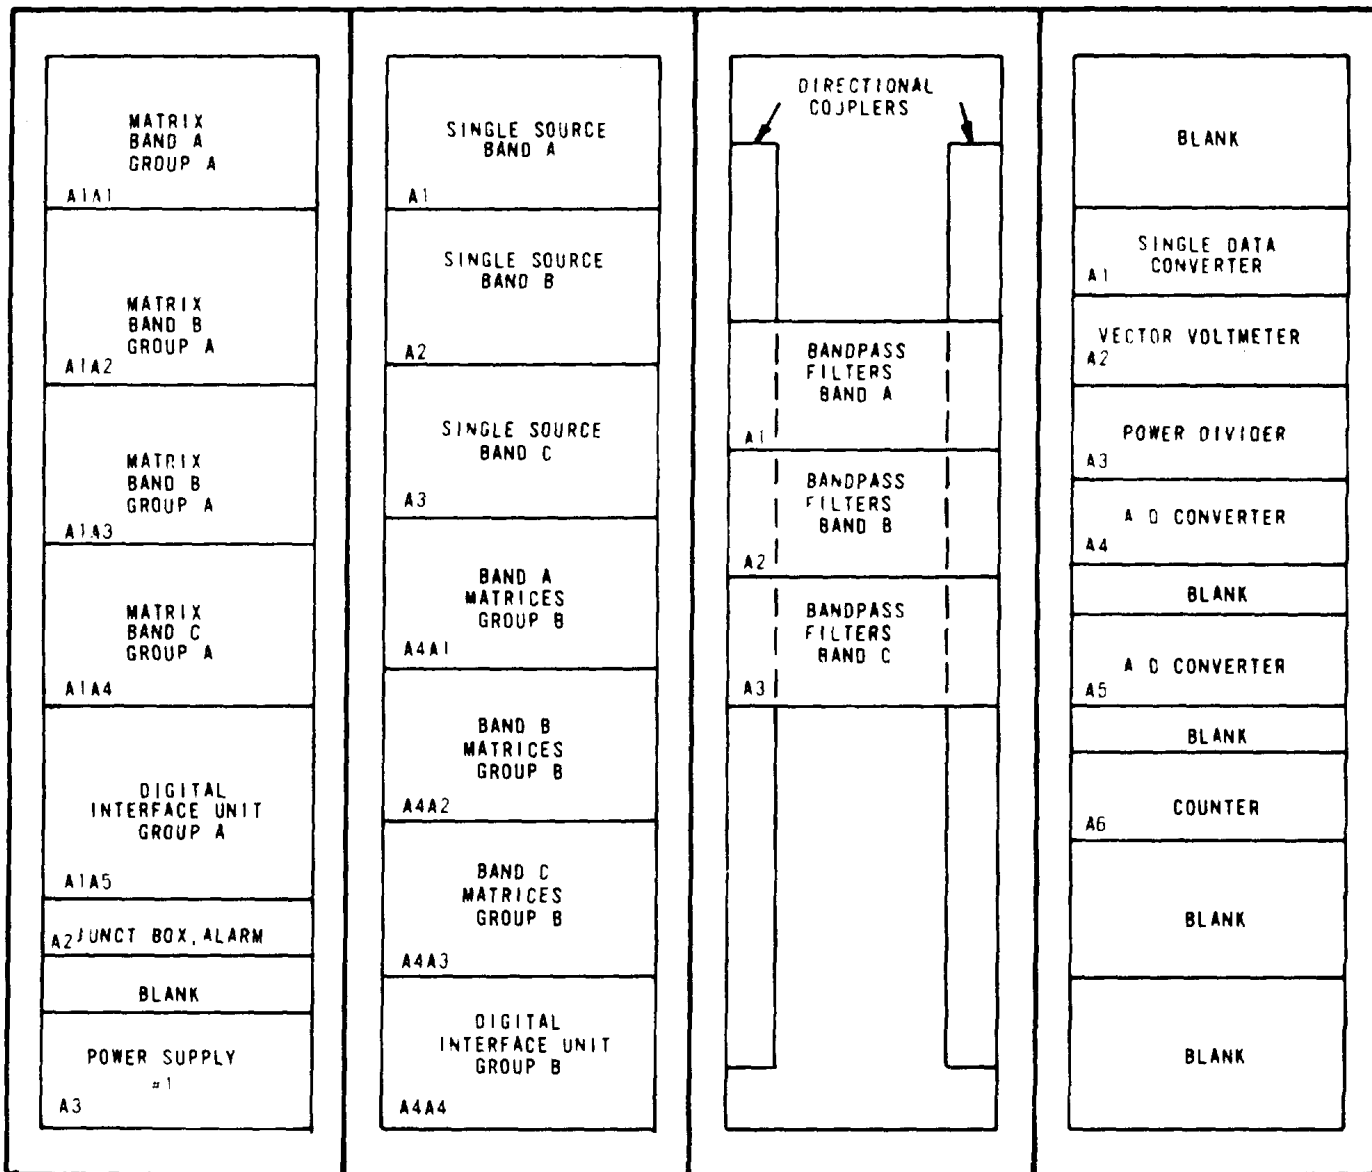 MATRIX
BAND A
GROUP A
A1A1
MATRIX
BAND B
GROUP A
A1A2
MATRIX
BAND B
GROUP A
A1A3
MATRIX
BAND C
GROUP A
A1A4
DIGITAL
INTERFACE UNIT
GROUP A
A1A5
A2 JUNCT BOX, ALARM
BLANK
POWER SUPPLY
#1
A3
SINGLE SOURCE
BAND A
A1
SINGLE SOURCE
BAND B
A2
SINGLE SOURCE
BAND C
A3
BAND A
MATRICES
GROUP B
A4A1
BAND B
MATRICES
GROUP B
A4A2
BAND C
MATRICES
GROUP B
A4A3
DIGITAL
INTERFACE UNIT
GROUP B
A4A4
DIRECTIONAL
COUPLERS
BANDPASS
FILTERS
BAND A
A1
BANDPASS
FILTERS
BAND B
A2
BANDPASS
FILTERS
BAND C
A3
BLANK
SINGLE DATA
CONVERTER
A1
VECTOR VOLTMETER
A2
POWER DIVIDER
A3
A D CONVERTER
A4
BLANK
A D CONVERTER
A5
BLANK
COUNTER
A6
BLANK
BLANK